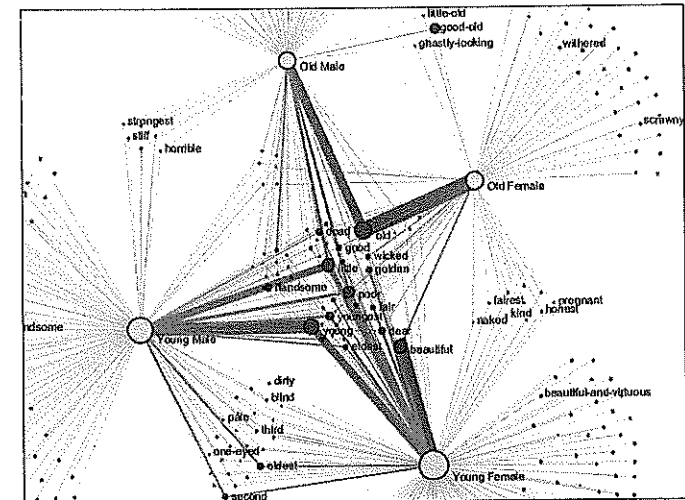 little-old
good-old
ghastly-looking
withered
Old Male
scrawny
strongest
stiff
horrible
Old Female
dead
old
good
wicked
little
golden
handsome
poor
fairest
pregnant
kind
honest
naked
fair
youngest
ndsome
Young Male
young
dear
eldest
beautiful
dirty
blind
beautiful-and-virtuous
pale
third
one-eyed
oldest
Young Female
second